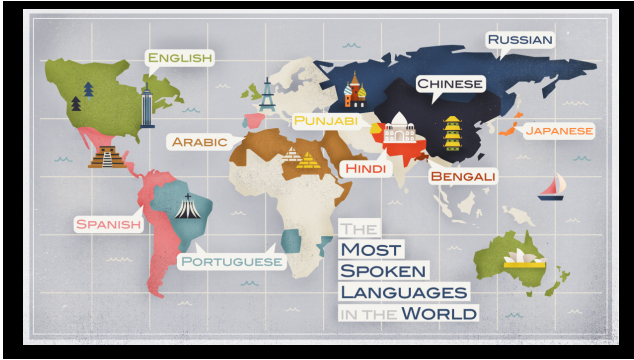 RUSSIAN
ENGLISH
CHINESE
PUNJABI
JAPANESE
ARABIC
HINDI
BENGALI
SPANISH
PORTUGUESE
THE
MOST
SPOKEN
LANGUAGES
IN THE WORLD